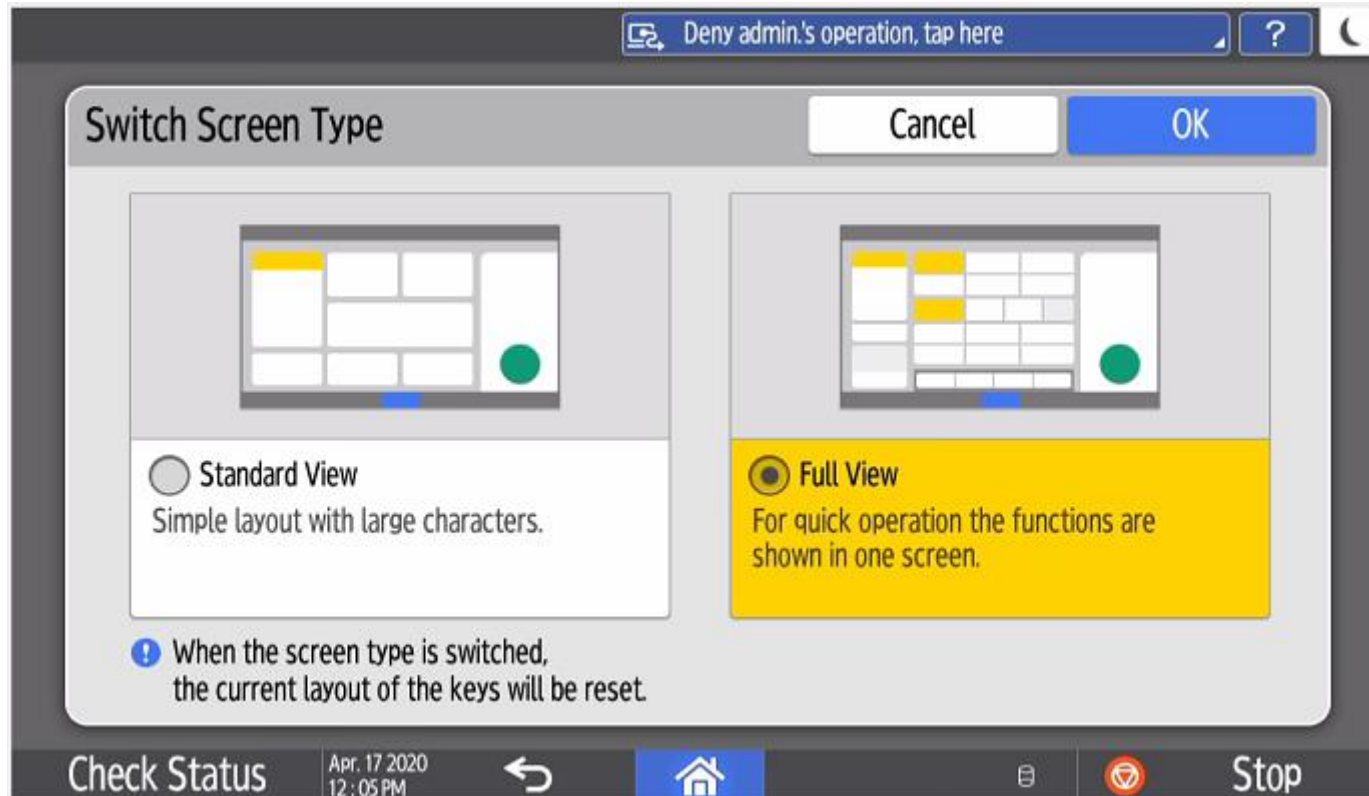 Deny admin.'s operation, tap here
?
Switch Screen Type
Cancel
OK
Standard View
Simple layout with large characters.
Full View
For quick operation the functions are
shown in one screen.
When the screen type is switched,
the current layout of the keys will be reset.
Check Status
Apr. 17 2020
12 : 05 PM
Stop